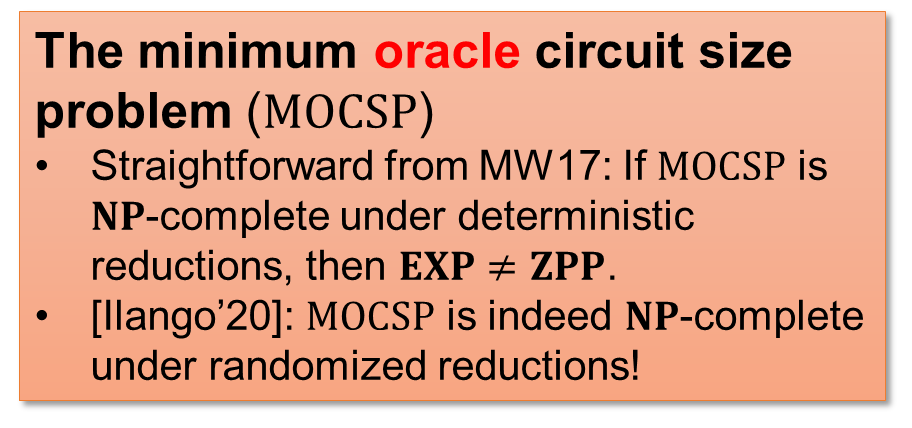 The minimum oracle circuit size
problem (MOCSP)
• Straightforward from MW17: If MOCSP is
NP-complete under deterministic
reductions, then EXP ≠ ZPP.
• [Ilango'20]: MOCSP is indeed NP-complete
under randomized reductions!